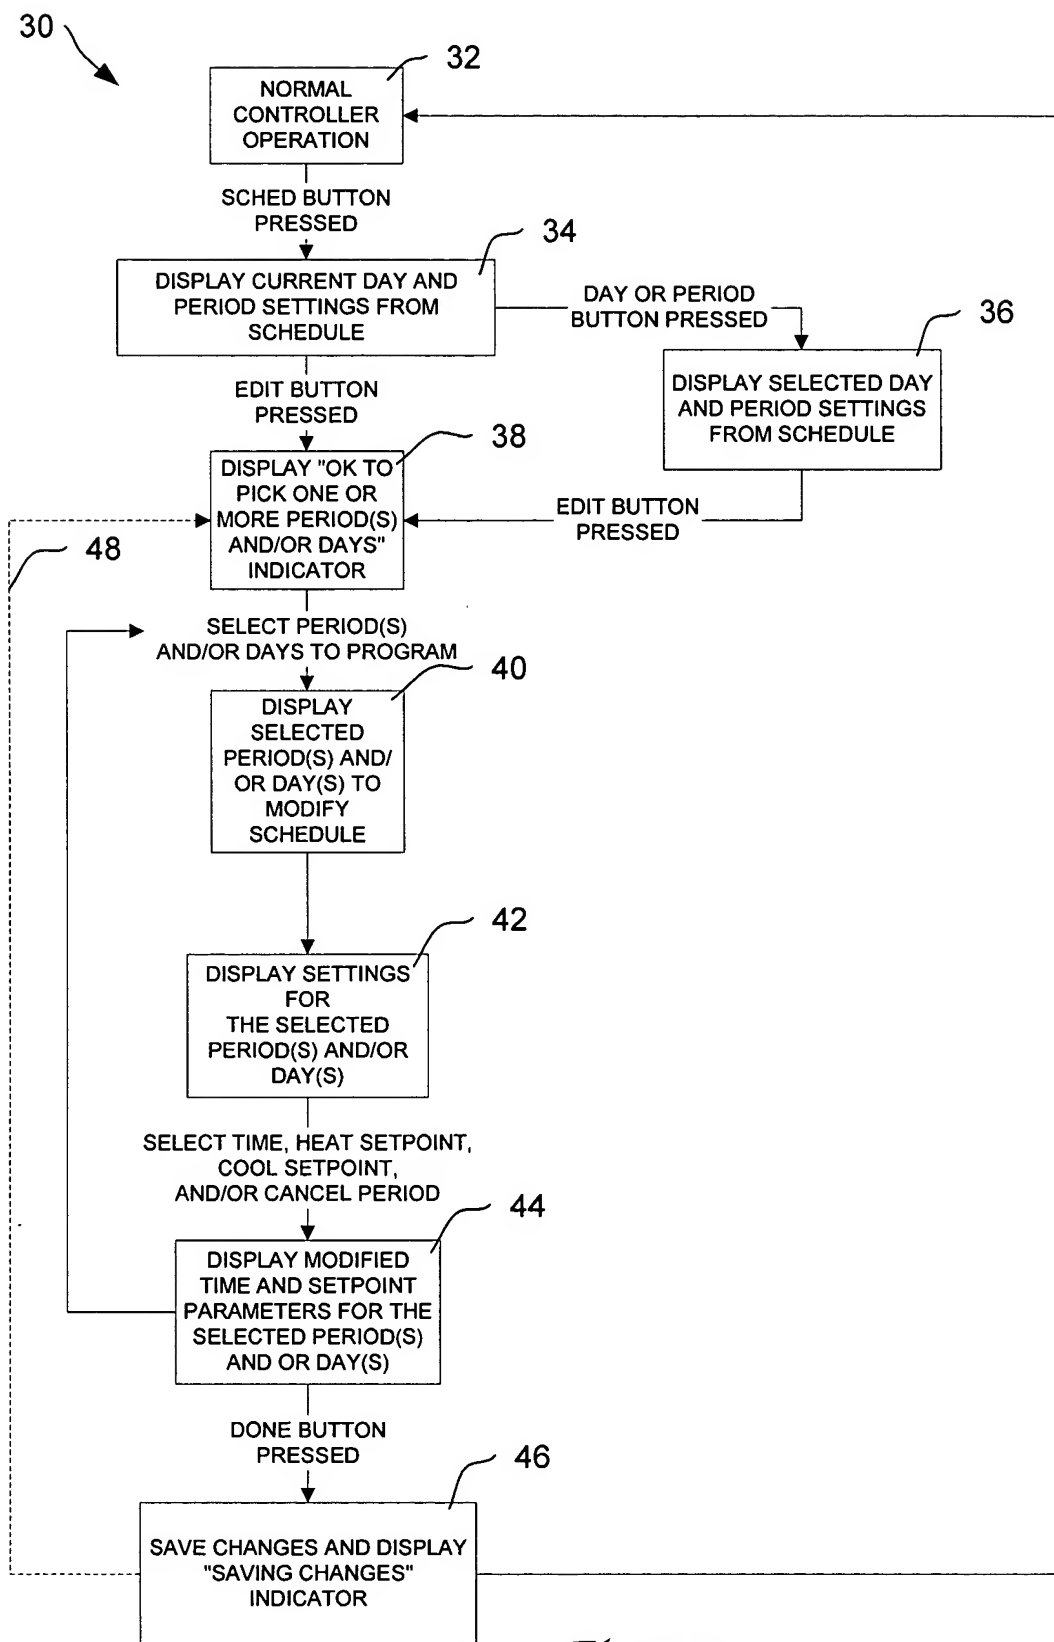 30
32
NORMAL
CONTROLLER
OPERATION
SCHED BUTTON
PRESSED
34
DISPLAY CURRENT DAY AND
PERIOD SETTINGS FROM
SCHEDULE
DAY OR PERIOD
BUTTON PRESSED
36
DISPLAY SELECTED DAY
AND PERIOD SETTINGS
FROM SCHEDULE
EDIT BUTTON
PRESSED
38
DISPLAY "OK TO
PICK ONE OR
MORE PERIOD(S)
AND/OR DAYS"
INDICATOR
EDIT BUTTON
PRESSED
48
SELECT PERIOD(S)
AND/OR DAYS TO PROGRAM
40
DISPLAY
SELECTED
PERIOD(S) AND/
OR DAY(S) TO
MODIFY
SCHEDULE
42
DISPLAY SETTINGS
FOR
THE SELECTED
PERIOD(S) AND/OR
DAY(S)
SELECT TIME, HEAT SETPOINT,
COOL SETPOINT,
AND/OR CANCEL PERIOD
44
DISPLAY MODIFIED
TIME AND SETPOINT
PARAMETERS FOR THE
SELECTED PERIOD(S)
AND OR DAY(S)
DONE BUTTON
PRESSED
46
SAVE CHANGES AND DISPLAY
"SAVING CHANGES"
INDICATOR